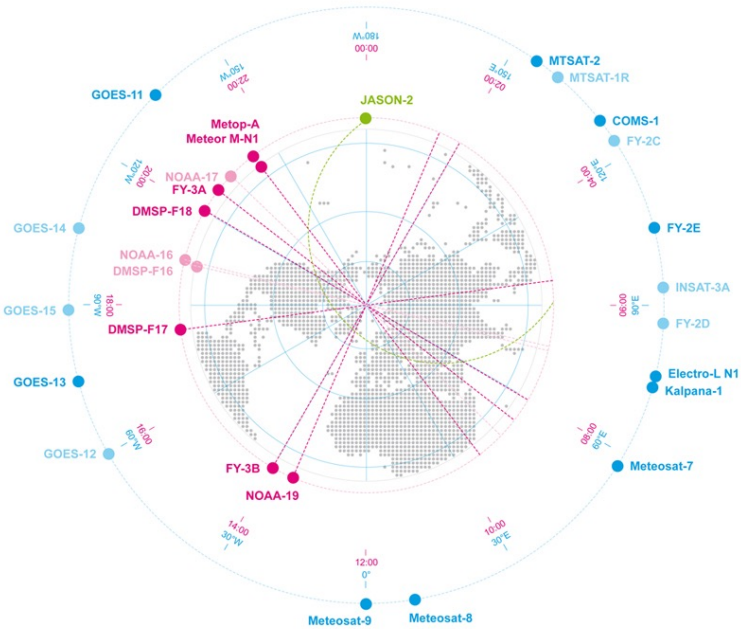 180°W
00:00
MTSAT-2
150°W
150°E
MTSAT-1R
22:00
02:00
GOES-11
JASON-2
Metop-A
COMS-1
Meteor M-N1
FY-2C
120°W
120°E
NOAA-17
20:00
04:00
FY-3A
DMSP-F18
GOES-14
FY-2E
NOAA-16
DMSP-F16
INSAT-3A
GOES-15
90°W
18:00
00:90
90°E
FY-2D
DMSP-F17
Electro-L N1
GOES-13
Kalpana-1
16:00
00:80
60°W
60°E
GOES-12
FY-3B
Meteosat-7
NOAA-19
14:00
10:00
30°W
30°E
12:00
0°
Meteosat-9
Meteosat-8